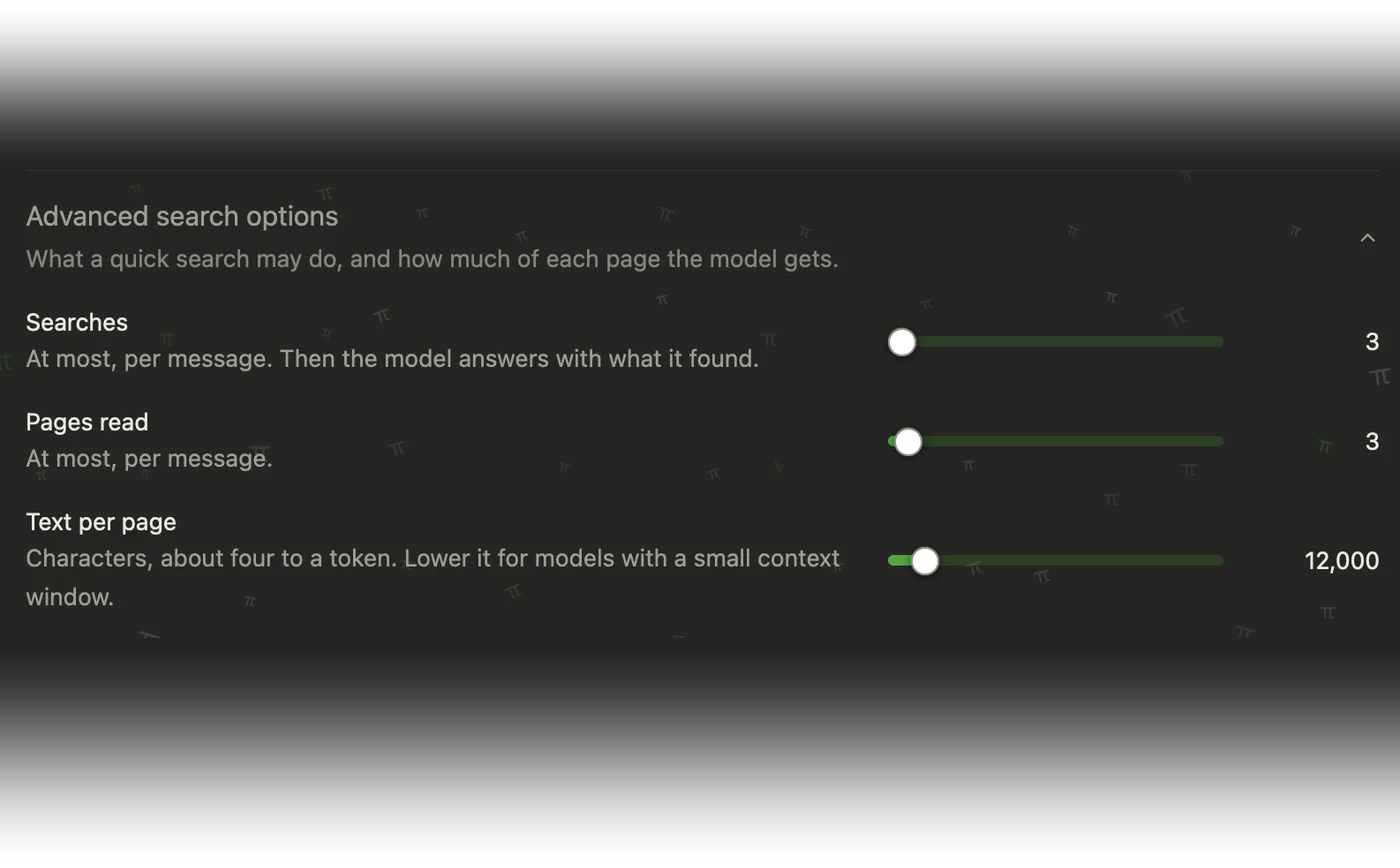 Advanced search options
What a quick search may do, and how much of each page the model gets.
Searches
At most, per message. Then the model answers with what it found.
3
Pages read
At most, per message.
3
Text per page
Characters, about four to a token. Lower it for models with a small context
window.
12,000